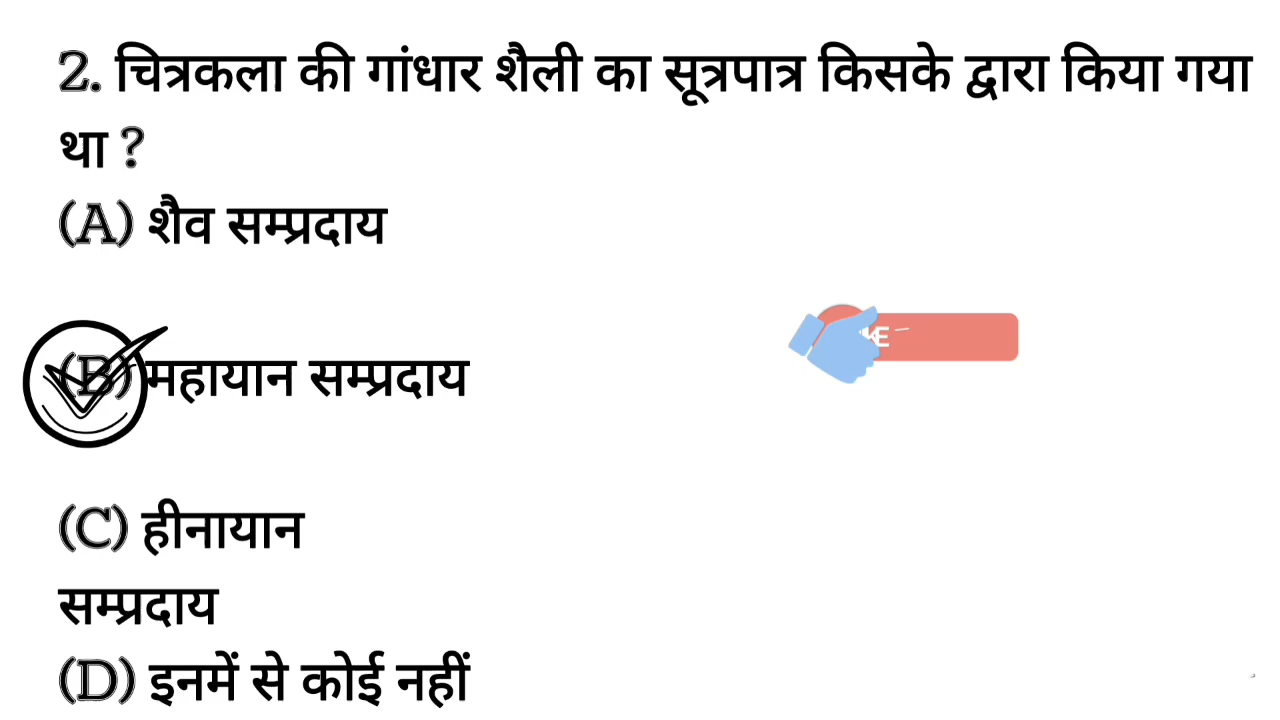 2. चित्रकला की गांधार शैली का सूत्रपात्र किसके द्वारा किया गया
था ?
(A) शैव सम्प्रदाय
(B) महायान सम्प्रदाय
(C) हीनायान
सम्प्रदाय
(D) इनमें से कोई नहीं